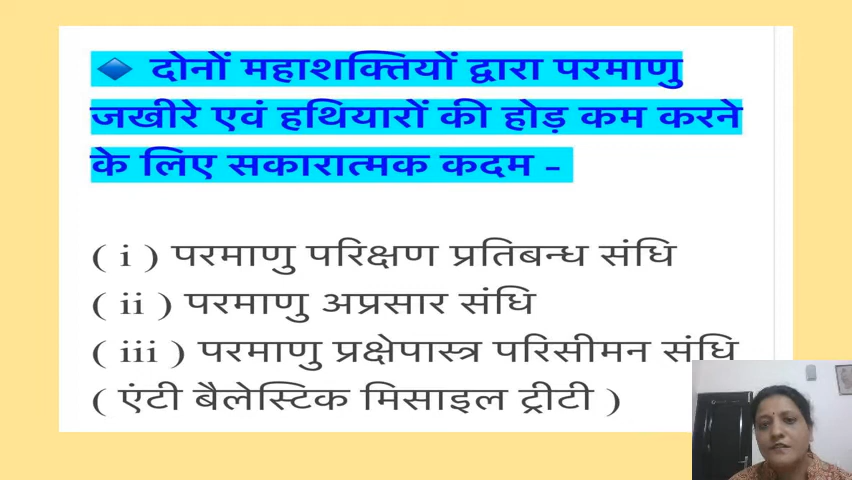 🔷 दोनों महाशक्तियों द्वारा परमाणु
जखीरे एवं हथियारों की होड़ कम करने
के लिए सकारात्मक कदम -
( i ) परमाणु परिक्षण प्रतिबन्ध संधि
( ii ) परमाणु अप्रसार संधि
( iii ) परमाणु प्रक्षेपास्त्र परिसीमन संधि
( एंटी बैलेस्टिक मिसाइल ट्रीटी )